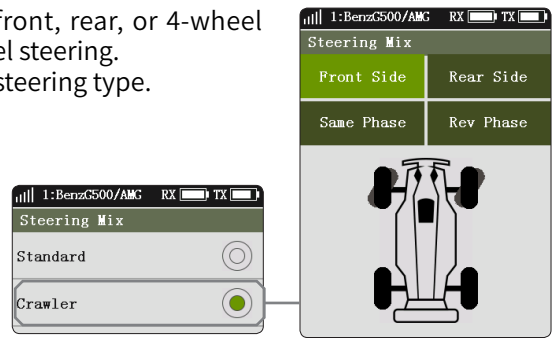 front, rear, or 4-wheel
el steering.
steering type.
1:BenzG500/AMG RX TX
Steering Mix
Front Side Rear Side
Same Phase Rev Phase
1:BenzG500/AMG RX TX
Steering Mix
Standard
Crawler